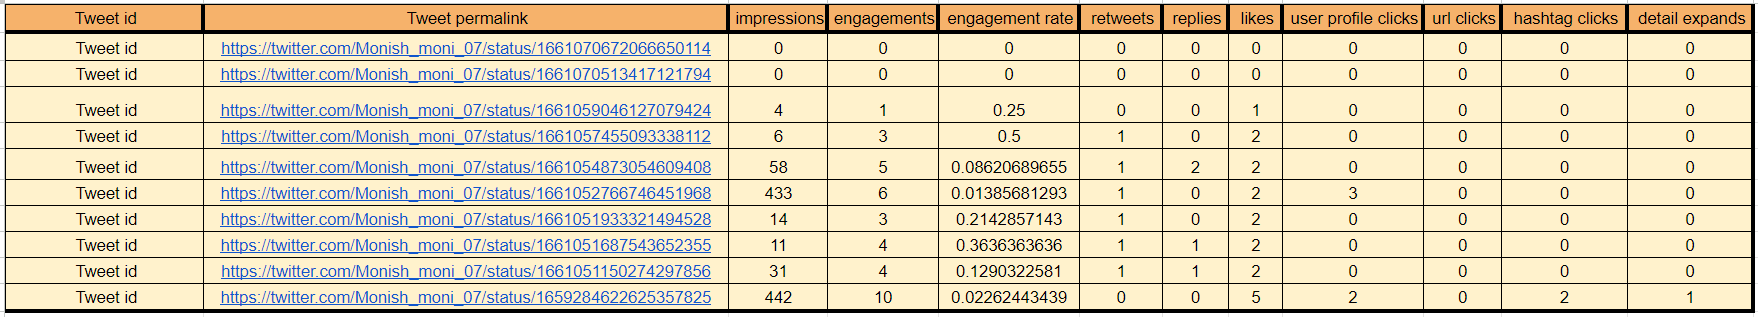 Tweet id Tweet permalink impressions engagements engagement rate retweets replies likes user profile clicks url clicks hashtag clicks detail expands
Tweet id https://twitter.com/Monish_moni_07/status/1661070672066650114 0 0 0 0 0 0 0 0 0 0
Tweet id https://twitter.com/Monish_moni_07/status/1661070513417121794 0 0 0 0 0 0 0 0 0 0
Tweet id https://twitter.com/Monish_moni_07/status/1661059046127079424 4 1 0.25 0 0 1 0 0 0 0
Tweet id https://twitter.com/Monish_moni_07/status/1661057455093338112 6 3 0.5 1 0 2 0 0 0 0
Tweet id https://twitter.com/Monish_moni_07/status/1661054873054609408 58 5 0.08620689655 1 2 2 0 0 0 0
Tweet id https://twitter.com/Monish_moni_07/status/1661052766746451968 433 6 0.01385681293 1 0 2 3 0 0 0
Tweet id https://twitter.com/Monish_moni_07/status/1661051933321494528 14 3 0.2142857143 1 0 2 0 0 0 0
Tweet id https://twitter.com/Monish_moni_07/status/1661051687543652355 11 4 0.3636363636 1 1 2 0 0 0 0
Tweet id https://twitter.com/Monish_moni_07/status/1661051150274297856 31 4 0.1290322581 1 1 2 0 0 0 0
Tweet id https://twitter.com/Monish_moni_07/status/1659284622625357825 442 10 0.02262443439 0 0 5 2 0 2 1